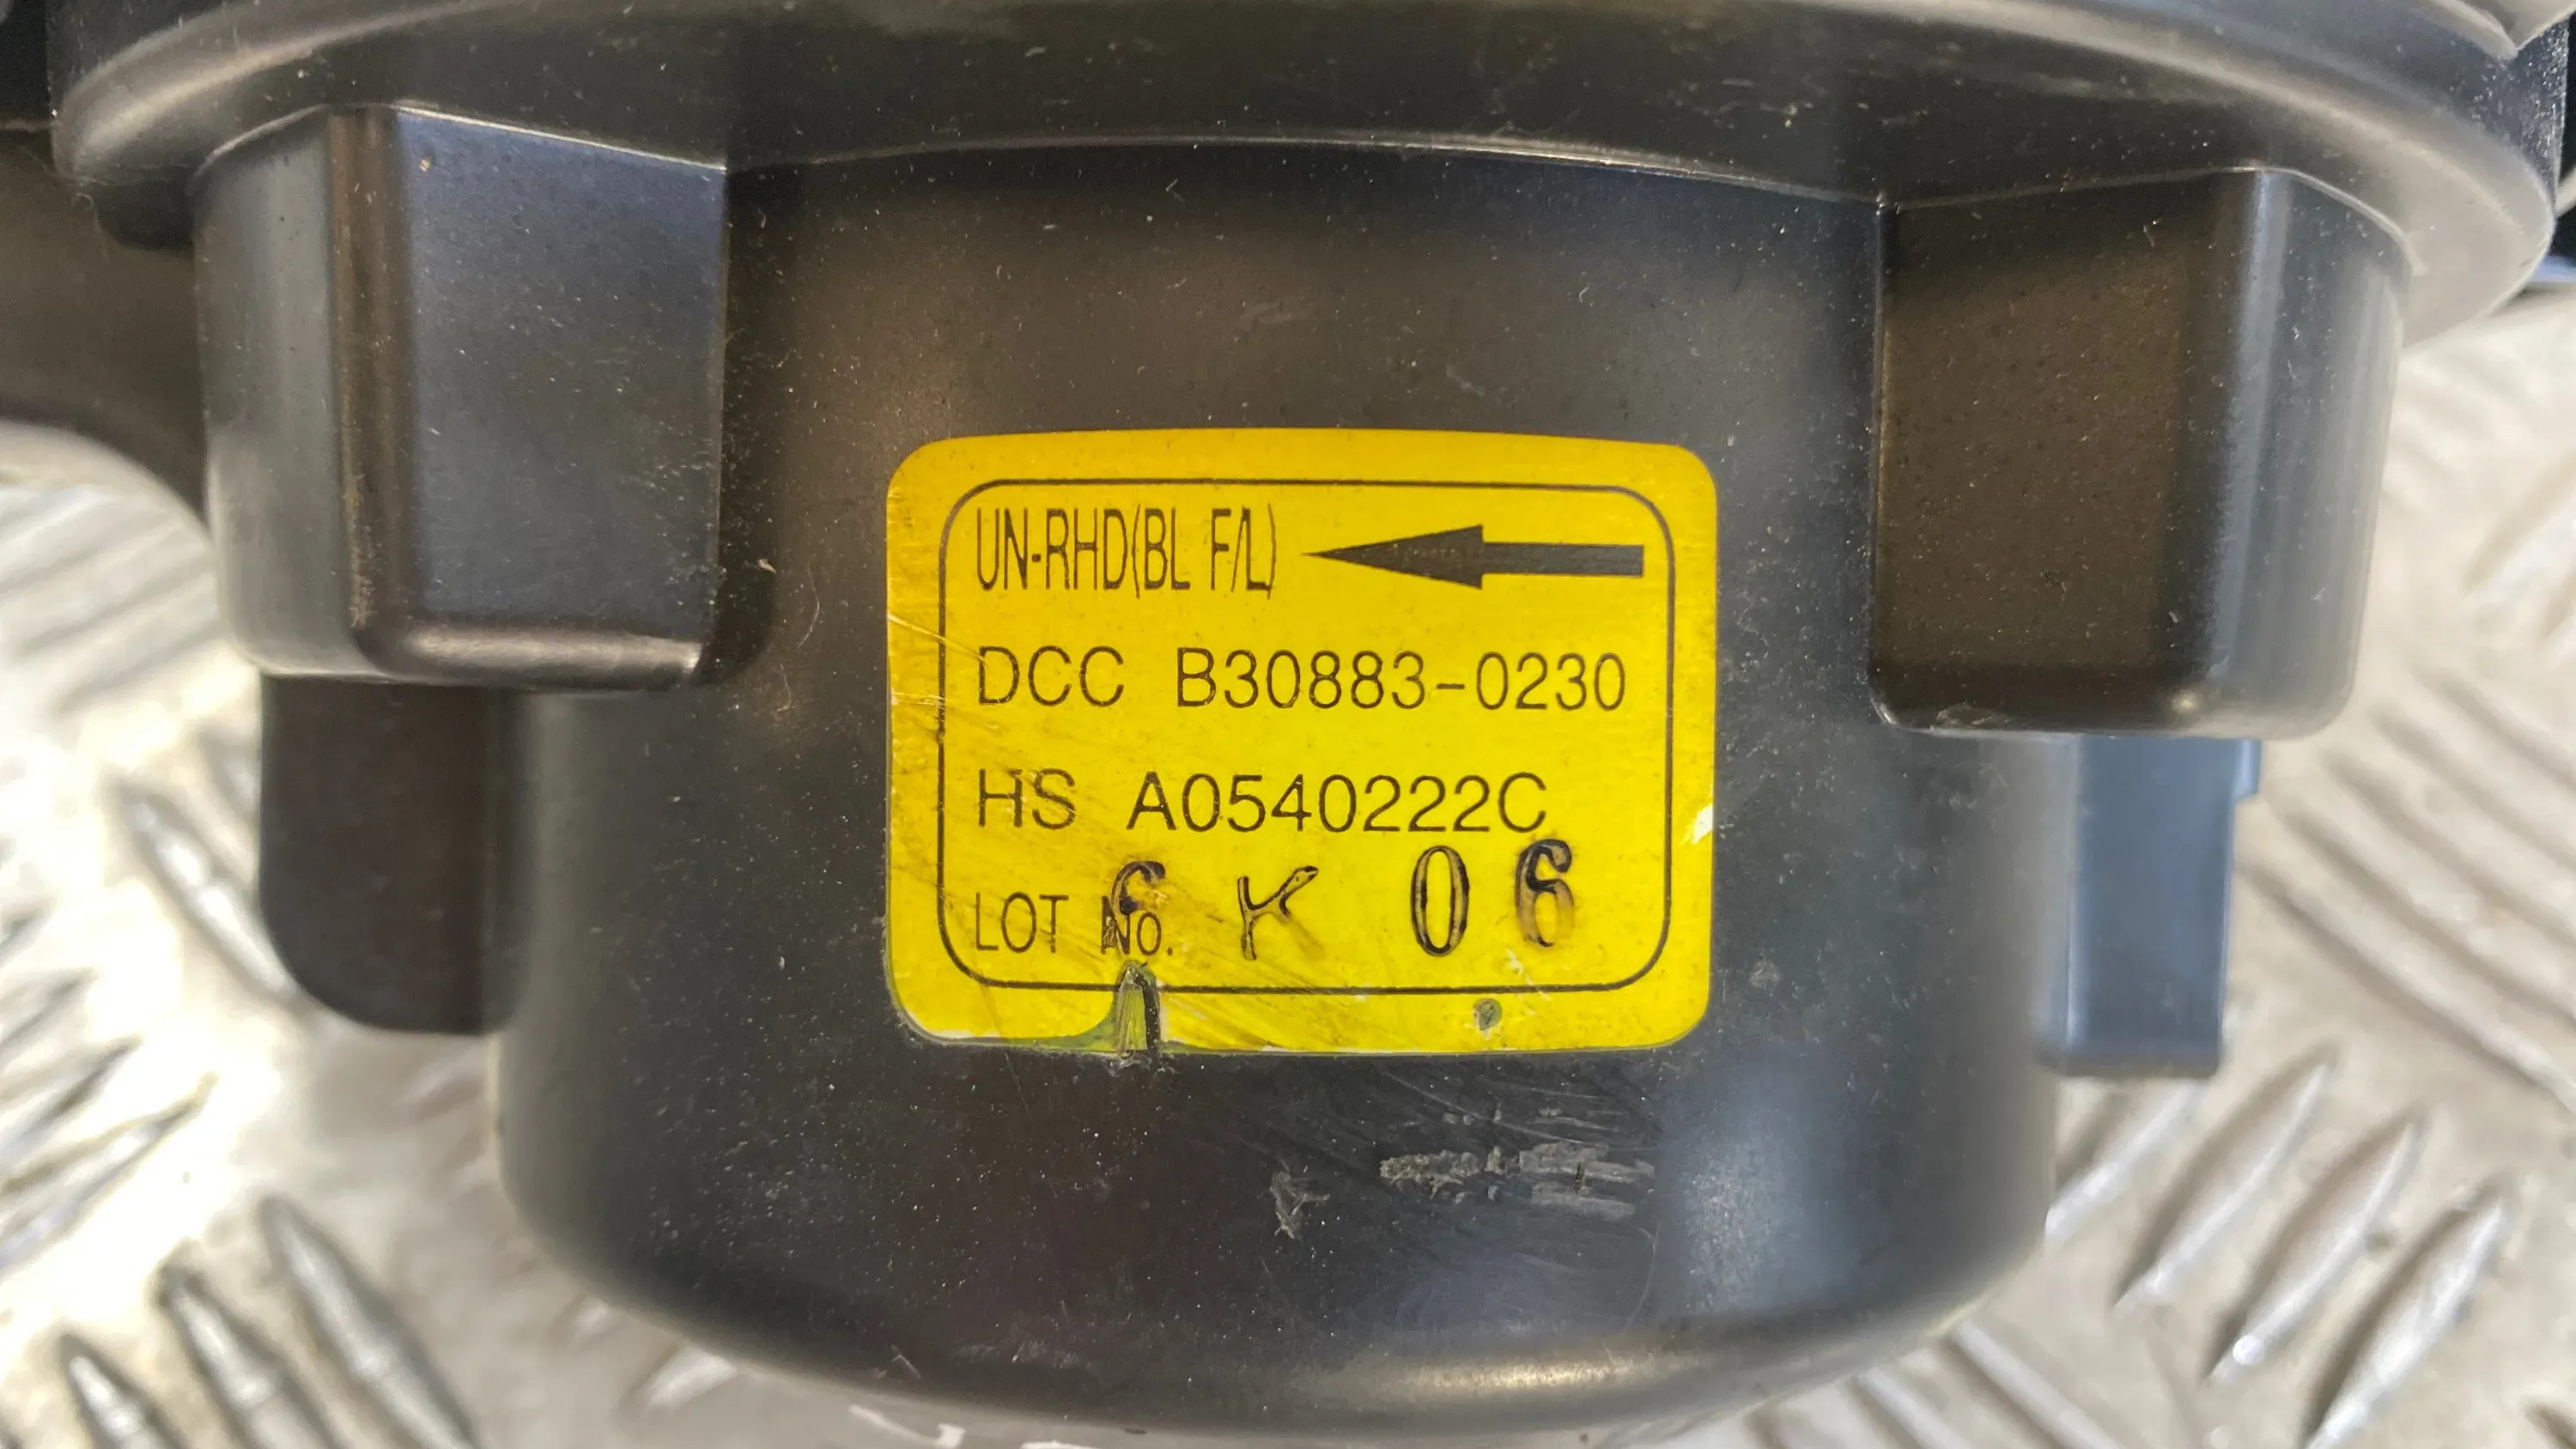 UN-RHD(BL F/L)
DCC B30883-0230
HS A0540222C
LOT No. 6 K 06